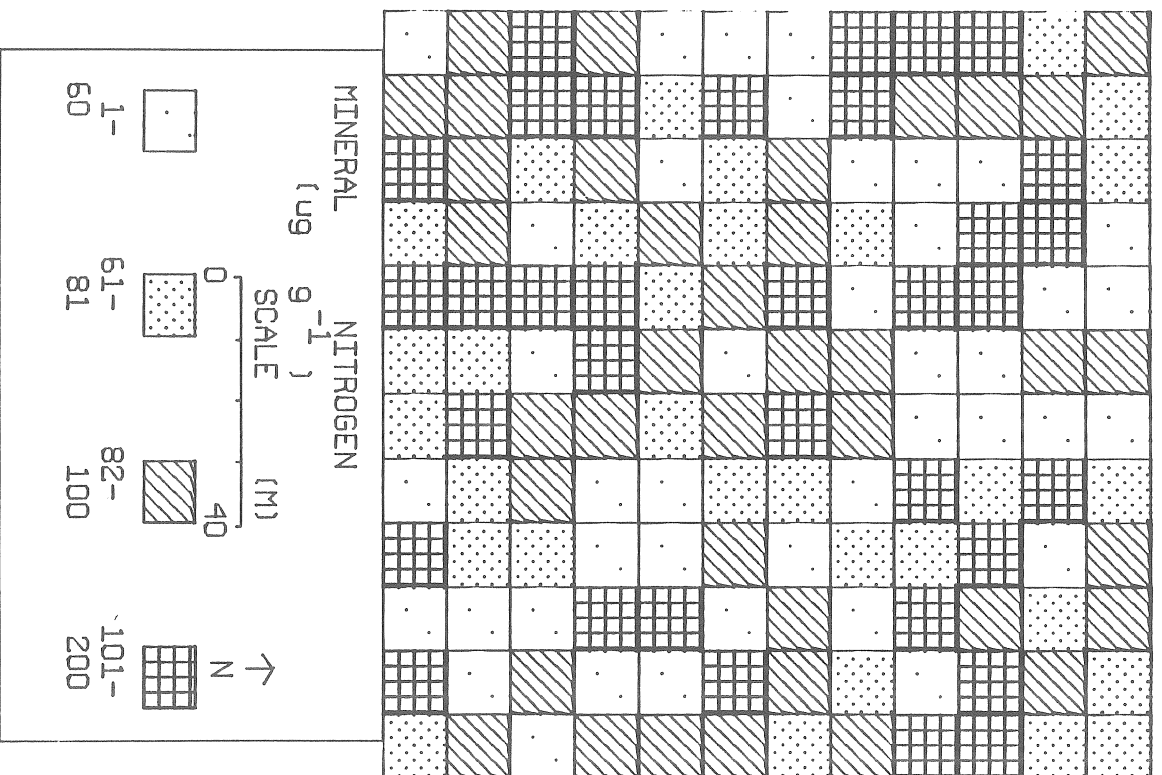 MINERAL NITROGEN
(ug g-1)
SCALE (M)
0 40
N
1-
60
61-
81
82-
100
101-
200